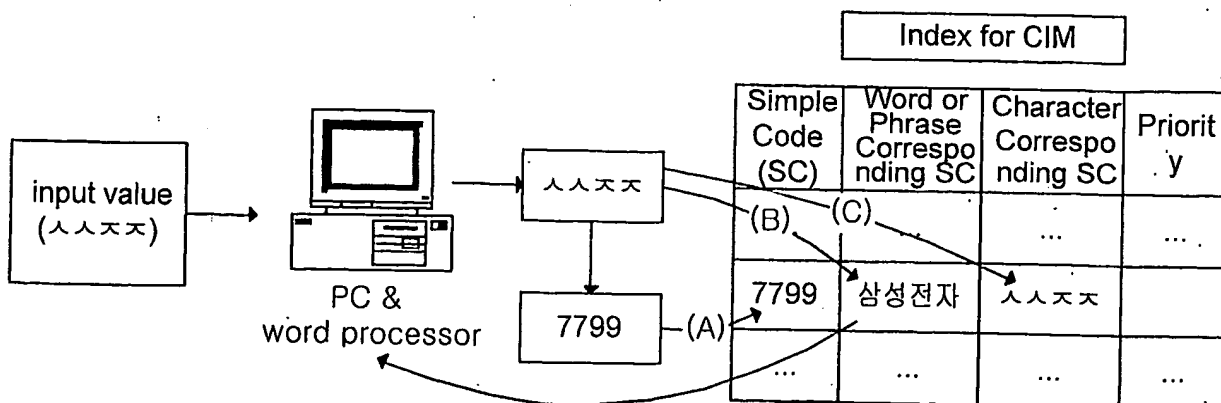 Index for CIM
input value
(ㅅㅅㅈㅈ)
PC &
word processor
ㅅㅅㅈㅈ
7799
(A)
(B)
(C)
Simple
Code
(SC)
Word or
Phrase
Correspo
nding SC
Character
Correspo
nding SC
Priorit
y
...
...
...
7799
삼성전자
ㅅㅅㅈㅈ
...
...
...
...